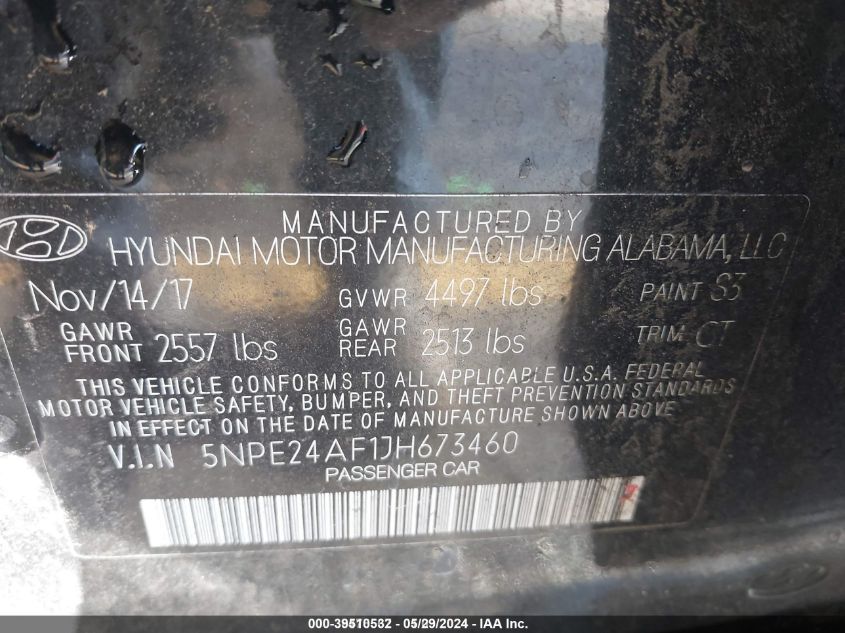 MANUFACTURED BY
HYUNDAI MOTOR MANUFACTURING ALABAMA, LLC
Nov/14/17 GVWR 4497 lbs PAINT S3
GAWR FRONT 2557 lbs GAWR REAR 2513 lbs TRIM CT
THIS VEHICLE CONFORMS TO ALL APPLICABLE U.S.A. FEDERAL
MOTOR VEHICLE SAFETY, BUMPER, AND THEFT PREVENTION STANDARDS
IN EFFECT ON THE DATE OF MANUFACTURE SHOWN ABOVE
V.I.N 5NPE24AF1JH673460
PASSENGER CAR
000-39510532 - 05/29/2024 - IAA Inc.